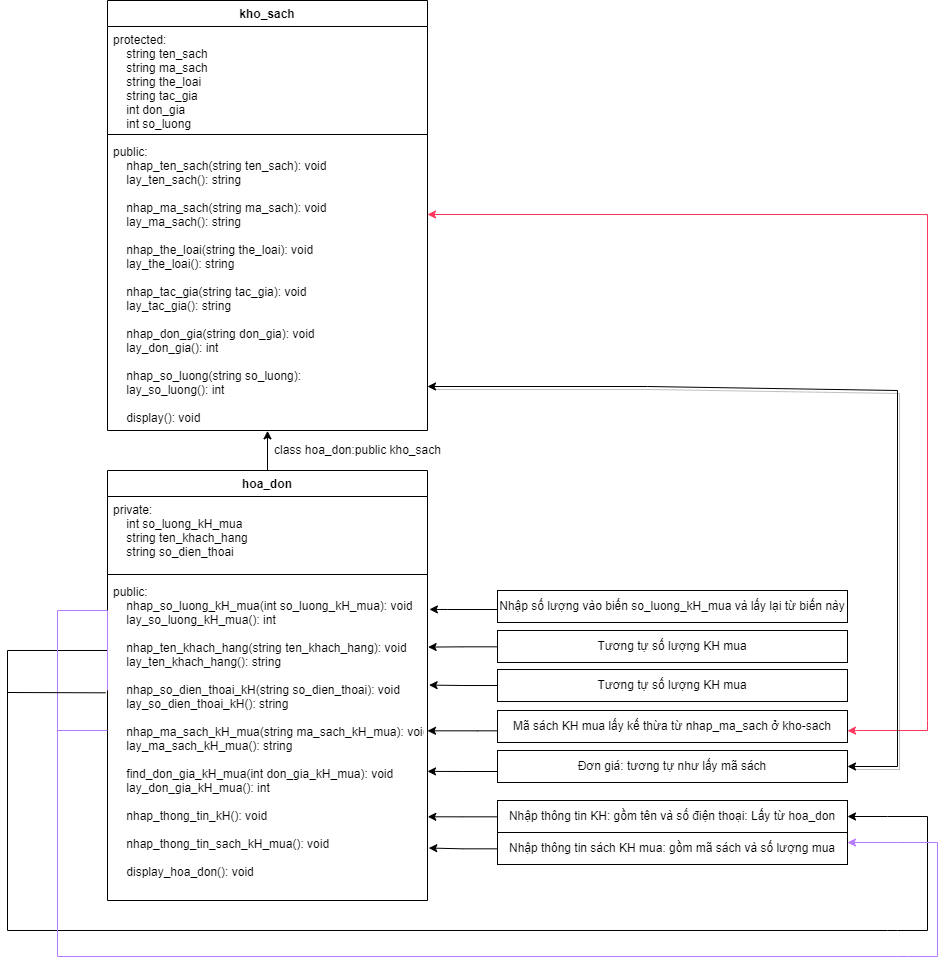 kho_sach
protected:
string ten_sach
string ma_sach
string the_loai
string tac_gia
int don_gia
int so_luong
public:
nhap_ten_sach(string ten_sach): void
lay_ten_sach(): string
nhap_ma_sach(string ma_sach): void
lay_ma_sach(): string
nhap_the_loai(string the_loai): void
lay_the_loai(): string
nhap_tac_gia(string tac_gia): void
lay_tac_gia(): string
nhap_don_gia(string don_gia): void
lay_don_gia(): int
nhap_so_luong(string so_luong):
lay_so_luong(): int
display(): void
class hoa_don:public kho_sach
hoa_don
private:
int so_luong_kH_mua
string ten_khach_hang
string so_dien_thoai
public:
nhap_so_luong_kH_mua(int so_luong_kH_mua): void
lay_so_luong_kH_mua(): int
nhap_ten_khach_hang(string ten_khach_hang): void
lay_ten_khach_hang(): string
nhap_so_dien_thoai_kH(string so_dien_thoai): void
lay_so_dien_thoai_kH(): string
nhap_ma_sach_kH_mua(string ma_sach_kH_mua): voi
lay_ma_sach_kH_mua(): string
find_don_gia_kH_mua(int don_gia_kH_mua): void
lay_don_gia_kH_mua(): int
nhap_thong_tin_kH(): void
nhap_thong_tin_sach_kH_mua(): void
display_hoa_don(): void
Nhập số lượng vào biến so_luong_kH_mua và lấy lại từ biến này
Tương tự số lượng KH mua
Tương tự số lượng KH mua
Mã sách KH mua lấy kế thừa từ nhap_ma_sach ở kho-sach
Đơn giá: tương tự như lấy mã sách
Nhập thông tin KH: gồm tên và số điện thoại: Lấy từ hoa_don
Nhập thông tin sách KH mua: gồm mã sách và số lượng mua